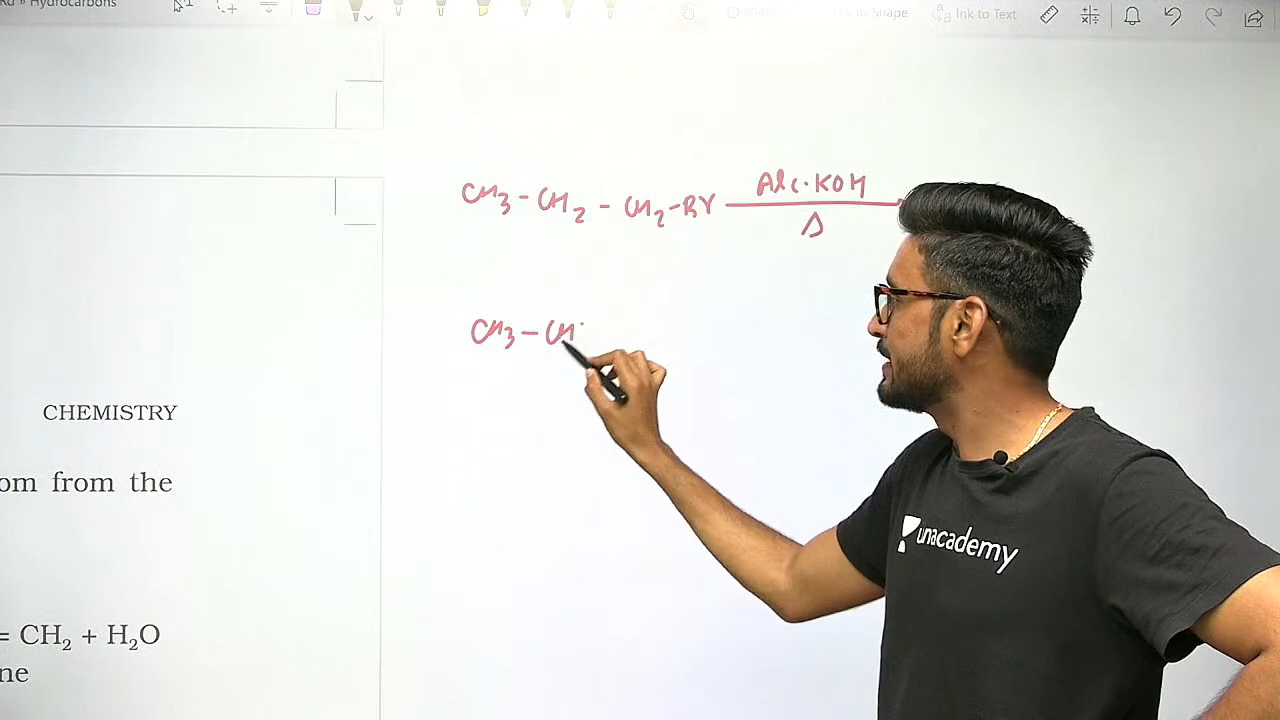 » Hydrocarbons
Ink to Text
Alc.KOH
CH3-CH2-CH2-Br
Δ
CH3-CH
CHEMISTRY
om from the
unacademy
= CH2 + H2O
ne